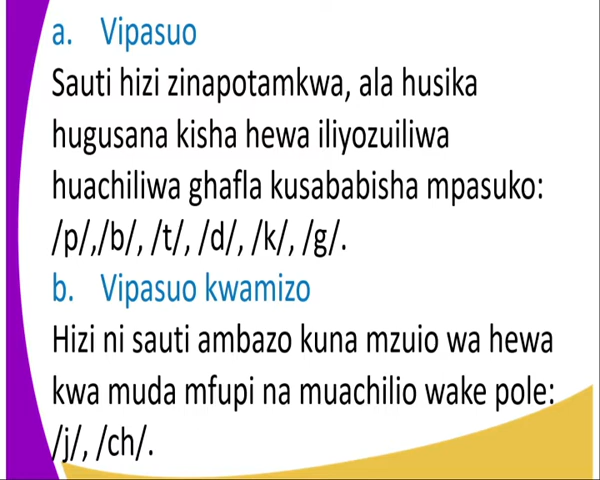 a. Vipasuo
Sauti hizi zinapotamkwa, ala husika
hugusana kisha hewa iliyozuiliwa
huachiliwa ghafla kusababisha mpasuko:
/p/,/b/, /t/, /d/, /k/, /g/.
b. Vipasuo kwamizo
Hizi ni sauti ambazo kuna mzuio wa hewa
kwa muda mfupi na muachilio wake pole:
/j/, /ch/.